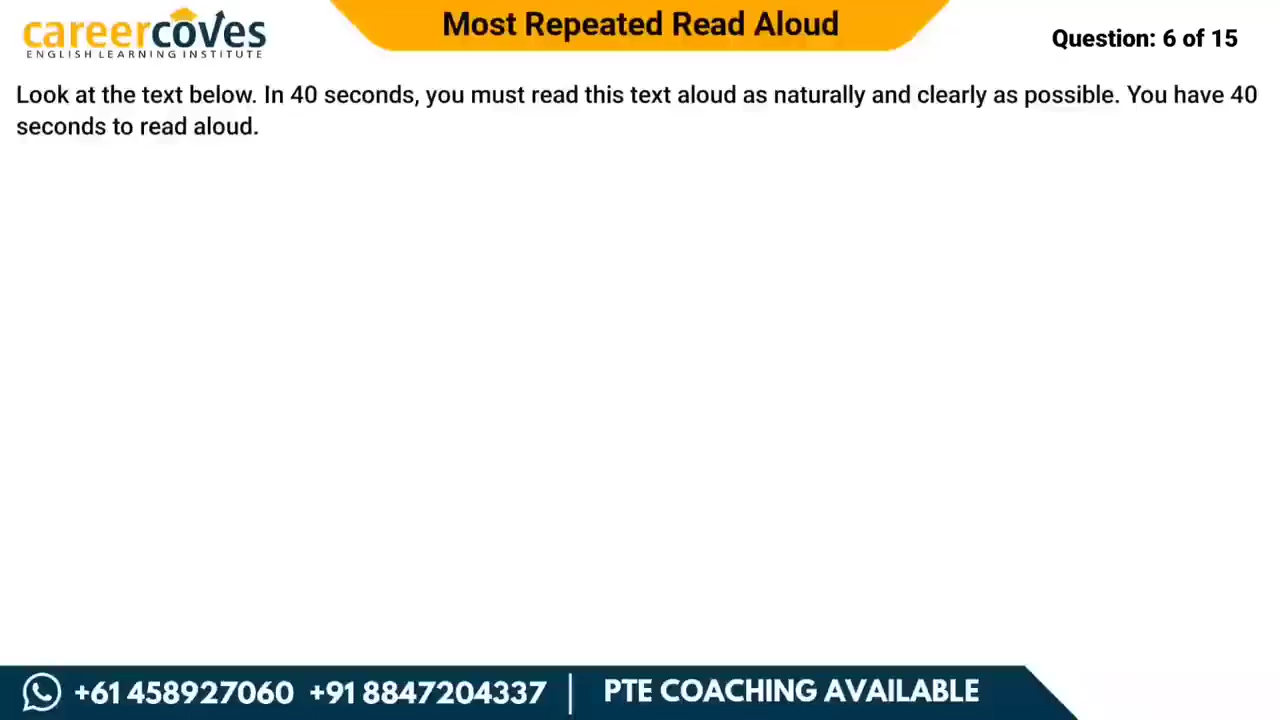 careercoves
ENGLISH LEARNING INSTITUTE
Most Repeated Read Aloud
Question: 6 of 15
Look at the text below. In 40 seconds, you must read this text aloud as naturally and clearly as possible. You have 40
seconds to read aloud.
+61 458927060 +91 8847204337 | PTE COACHING AVAILABLE